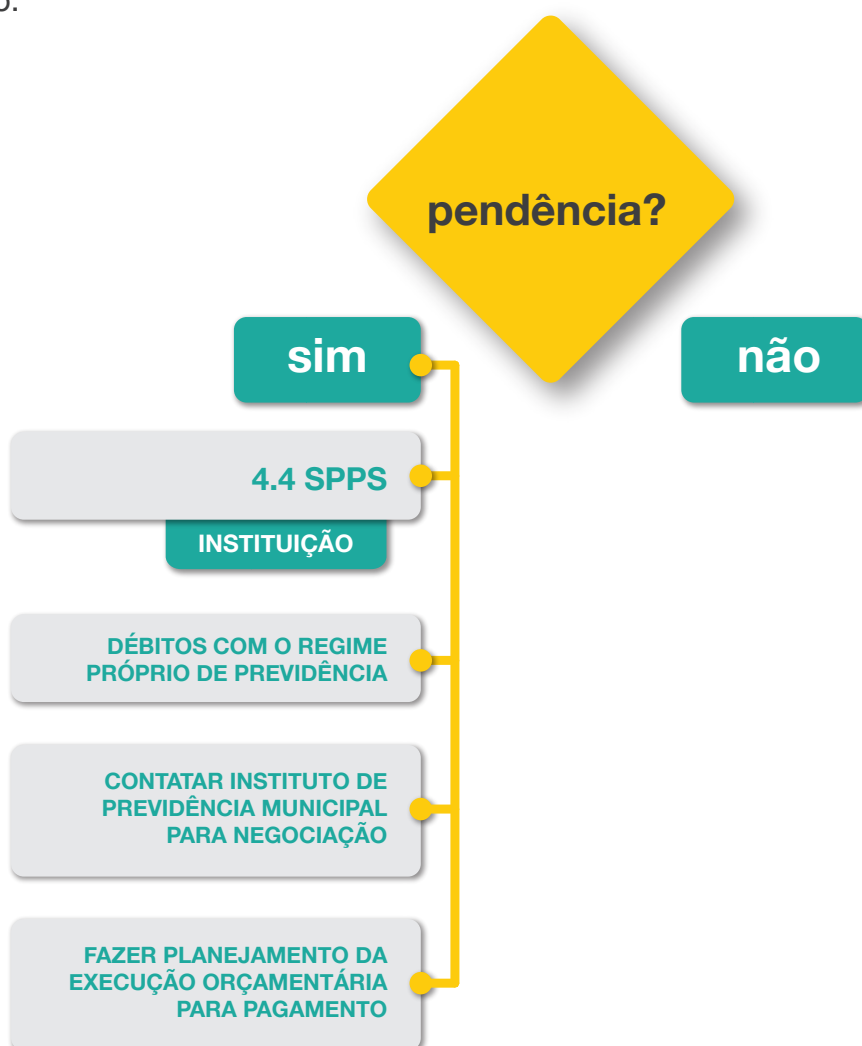 o.
pendência?
sim
não
4.4 SPPS
INSTITUIÇÃO
DÉBITOS COM O REGIME
PRÓPRIO DE PREVIDÊNCIA
CONTATAR INSTITUTO DE
PREVIDÊNCIA MUNICIPAL
PARA NEGOCIAÇÃO
FAZER PLANEJAMENTO DA
EXECUÇÃO ORÇAMENTÁRIA
PARA PAGAMENTO